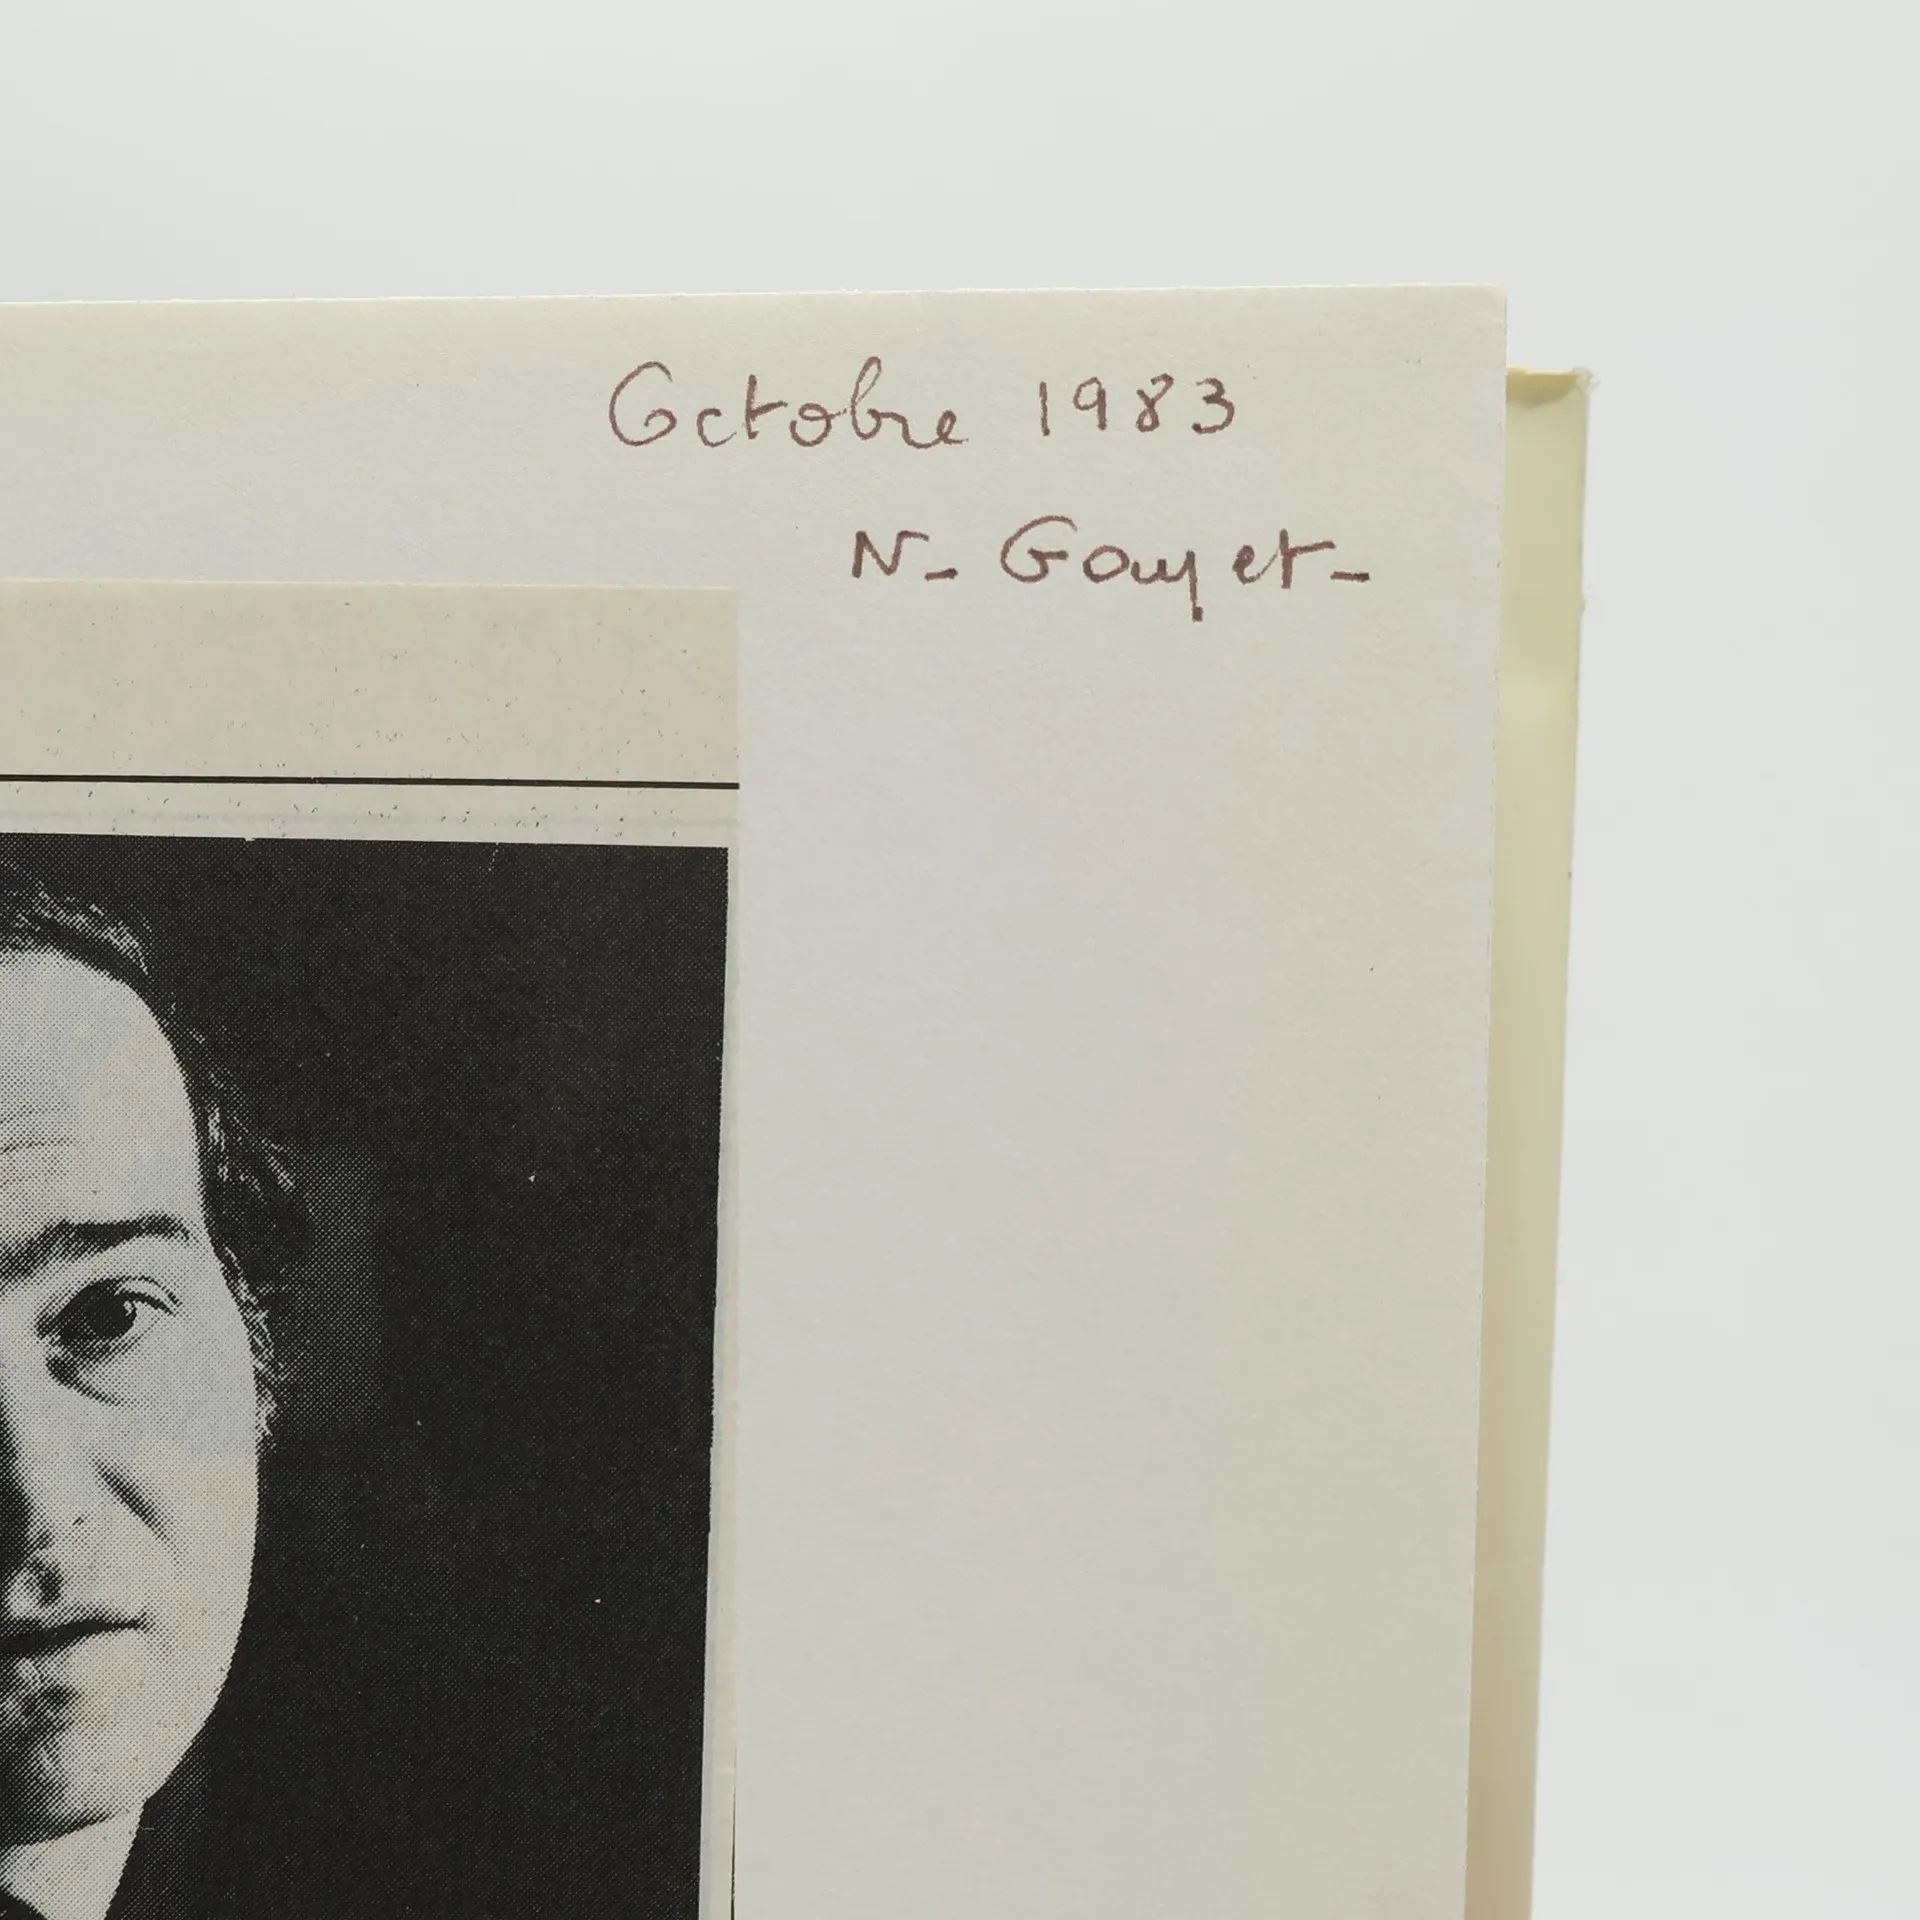 Octobre 1983
N- Gouyet-